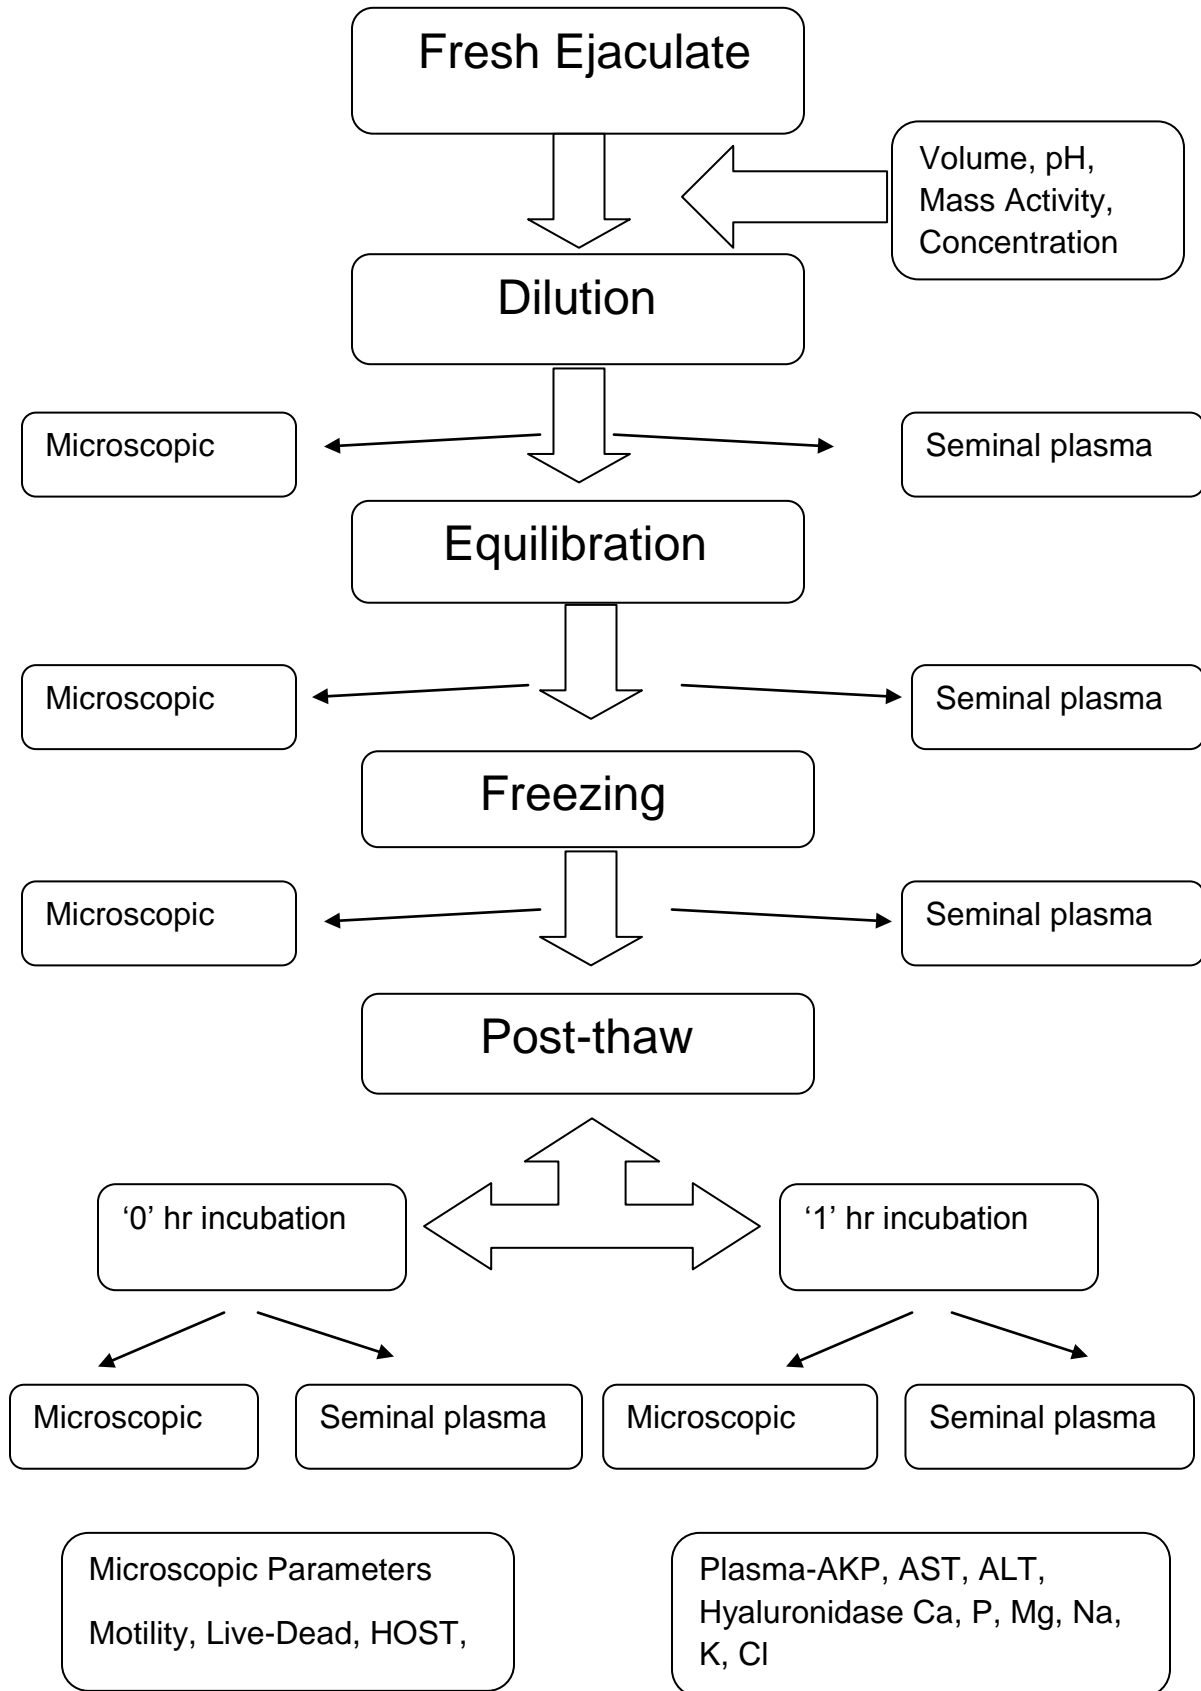 Fresh Ejaculate
Volume, pH,
Mass Activity,
Concentration
Dilution
Microscopic
Seminal plasma
Equilibration
Microscopic
Seminal plasma
Freezing
Microscopic
Seminal plasma
Post-thaw
‘0’ hr incubation
‘1’ hr incubation
Microscopic
Seminal plasma
Microscopic
Seminal plasma
Microscopic Parameters
Motility, Live-Dead, HOST,
Plasma-AKP, AST, ALT,
Hyaluronidase Ca, P, Mg, Na,
K, Cl